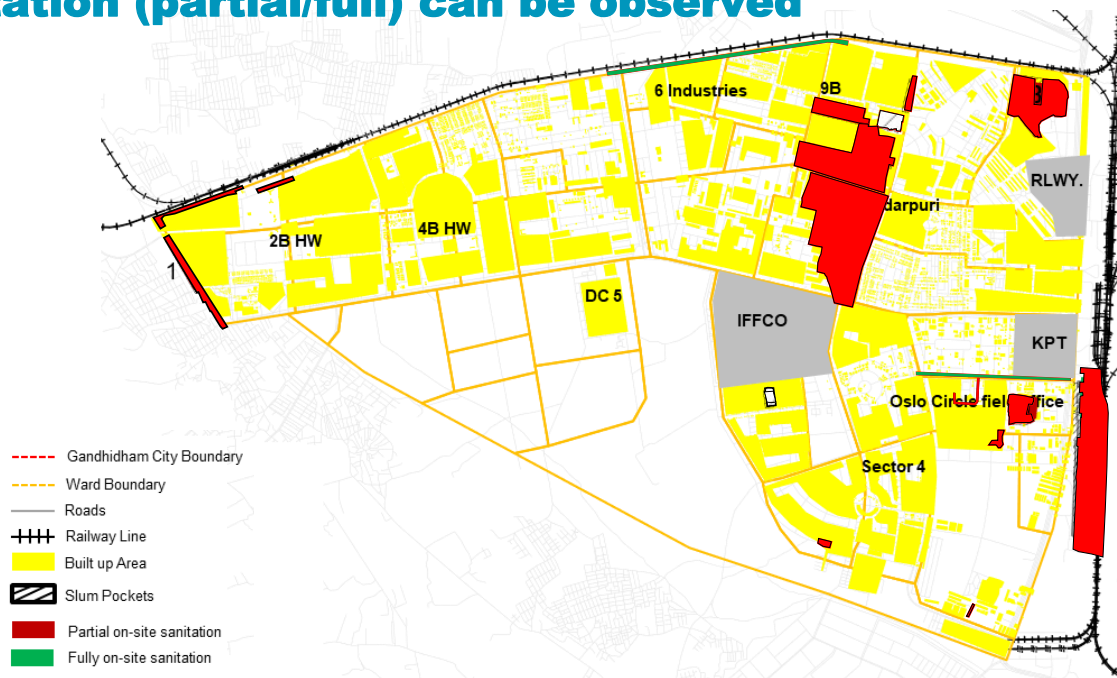 (partial/full) can be observed
6 Industries
9B
RLWY.
darpuri
4B HW
2B HW
1
DC 5
IFFCO
KPT
Oslo Circle field
Sector 4
Gandhidham City Boundary
Ward Boundary
Roads
Railway Line
Built up Area
Slum Pockets
Partial on-site sanitation
Fully on-site sanitation